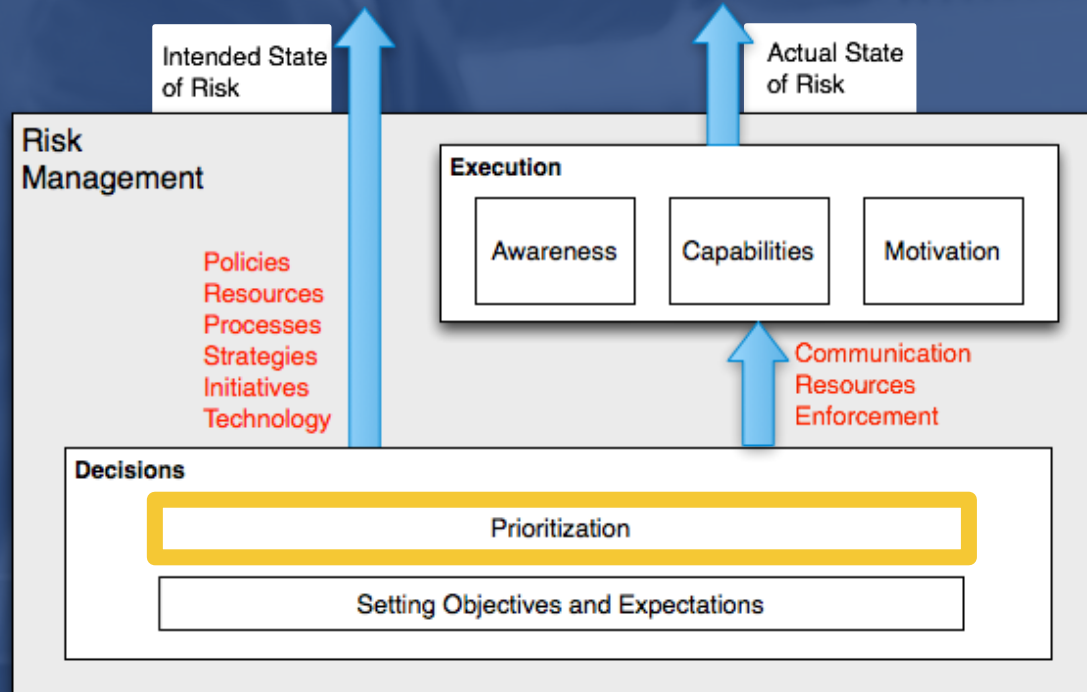 Intended State
of Risk
Actual State
of Risk
Risk
Management
Execution
Awareness
Capabilities
Motivation
Policies
Resources
Processes
Strategies
Initiatives
Technology
Communication
Resources
Enforcement
Decisions
Prioritization
Setting Objectives and Expectations